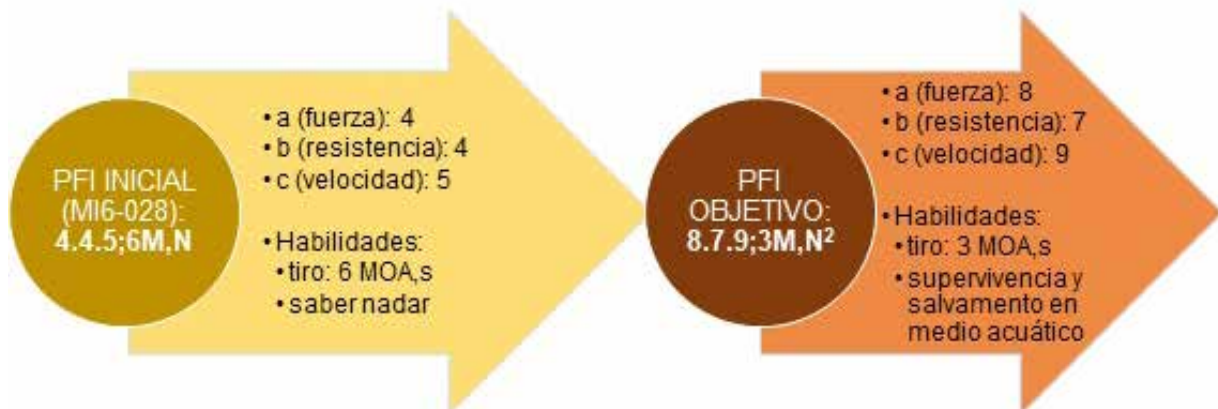 PFI INICIAL
(MI6-028):
4.4.5;6M,N
• a (fuerza): 4
• b (resistencia): 4
• c (velocidad): 5
• Habilidades:
• tiro: 6 MOA,s
• saber nadar
PFI
OBJETIVO:
8.7.9;3M,N²
• a (fuerza): 8
• b (resistencia): 7
• c (velocidad): 9
• Habilidades:
• tiro: 3 MOA,s
• supervivencia y
salvamento en
medio acuático